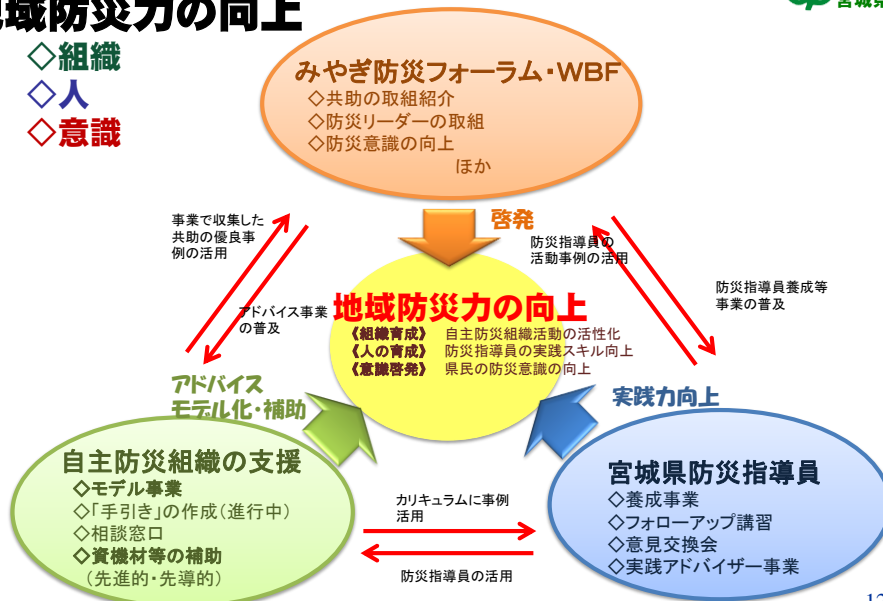 域防災力の向上
宮城県
◇組織
◇人
◇意識
みやぎ防災フォーラム・WBF
◇共助の取組紹介
◇防災リーダーの取組
◇防災意識の向上
ほか
啓発
事業で収集した
共助の優良事
例の活用
アドバイス事業
の普及
防災指導員の
活動事例の活用
防災指導員養成等
事業の普及
地域防災力の向上
《組織育成》 自主防災組織活動の活性化
《人の育成》 防災指導員の実践スキル向上
《意識啓発》 県民の防災意識の向上
アドバイス
モデル化・補助
実践力向上
自主防災組織の支援
◇モデル事業
◇「手引き」の作成(進行中)
◇相談窓口
◇資機材等の補助
(先進的・先導的)
カリキュラムに事例
活用
防災指導員の活用
宮城県防災指導員
◇養成事業
◇フォローアップ講習
◇意見交換会
◇実践アドバイザー事業